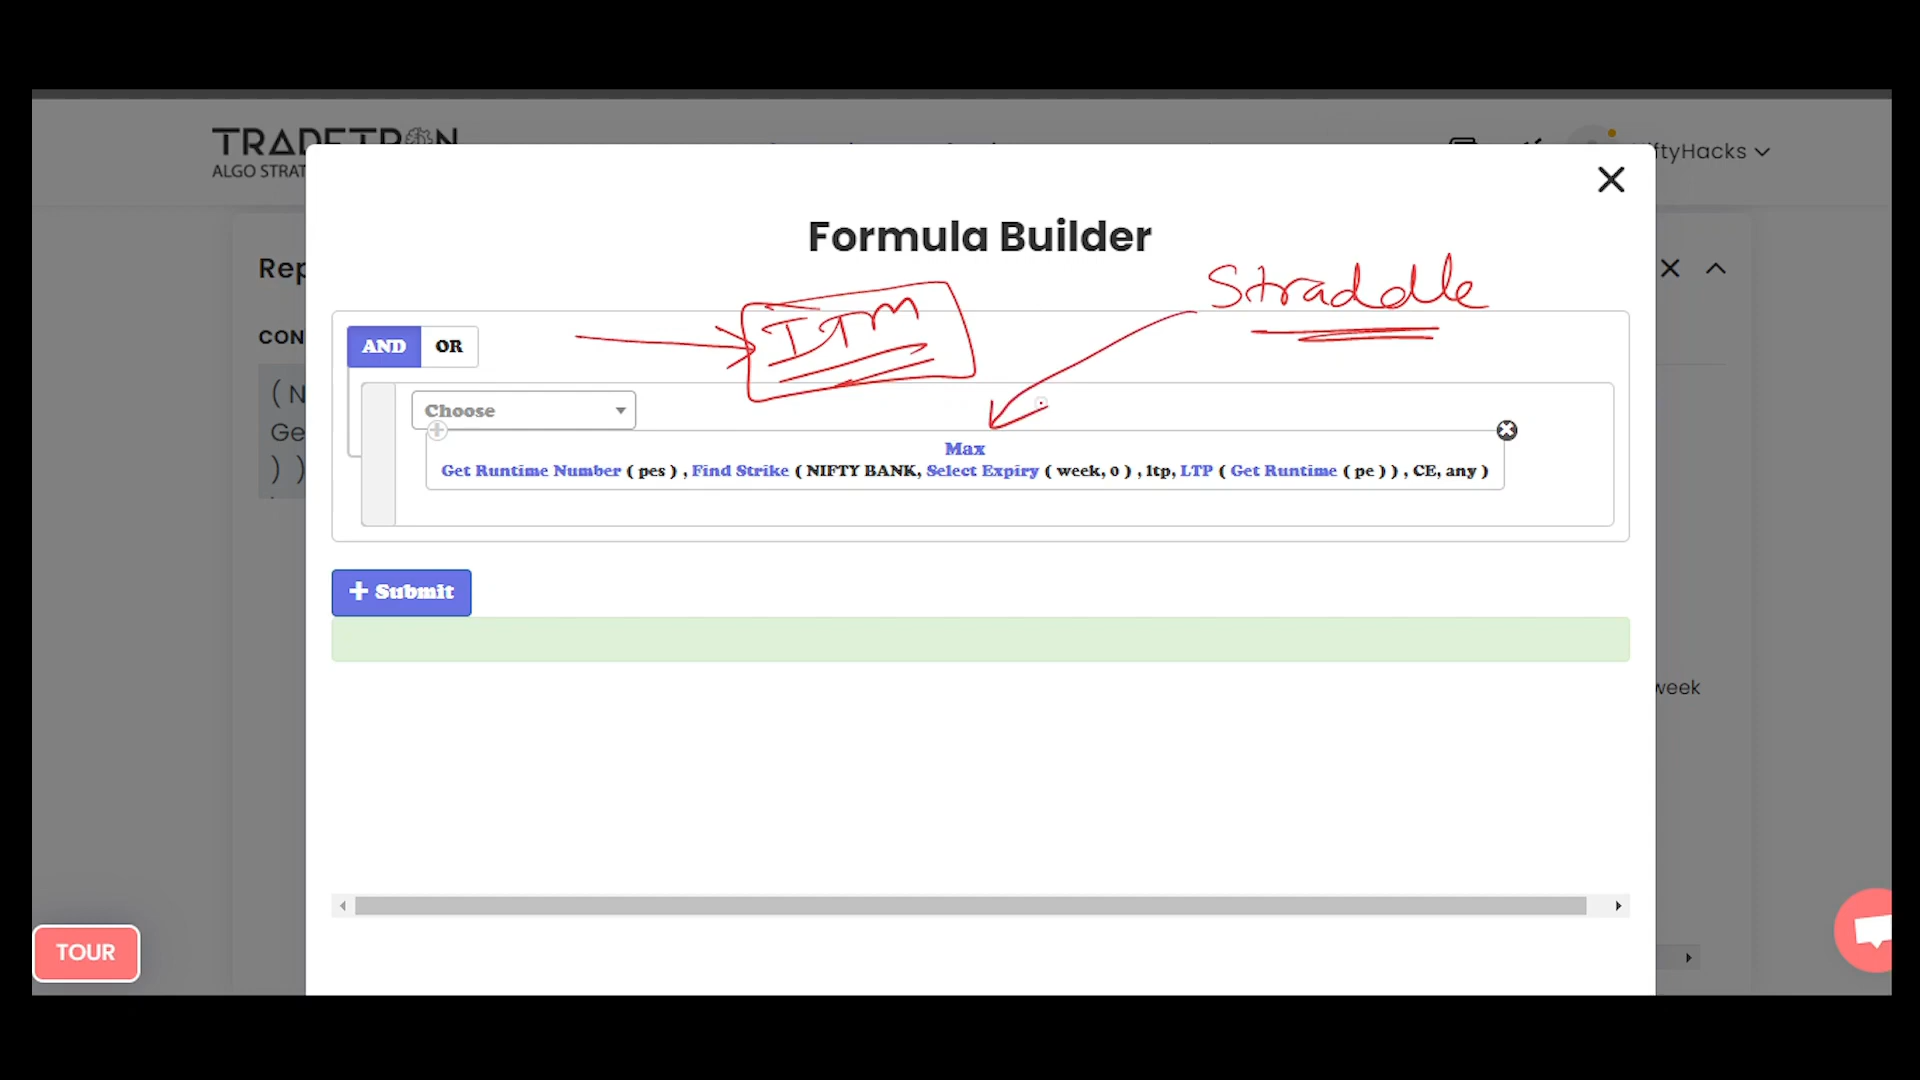 TRADETRON
ALGO STRAT
iftyHacks
Formula Builder
Straddle
Rep
ITM
CON
AND OR
( N
Choose
Ge
Max
Get Runtime Number ( pes ) , Find Strike ( NIFTY BANK, Select Expiry ( week, 0 ) , ltp, LTP ( Get Runtime ( pe ) ) , CE, any )
) )
+ Submit
week
TOUR